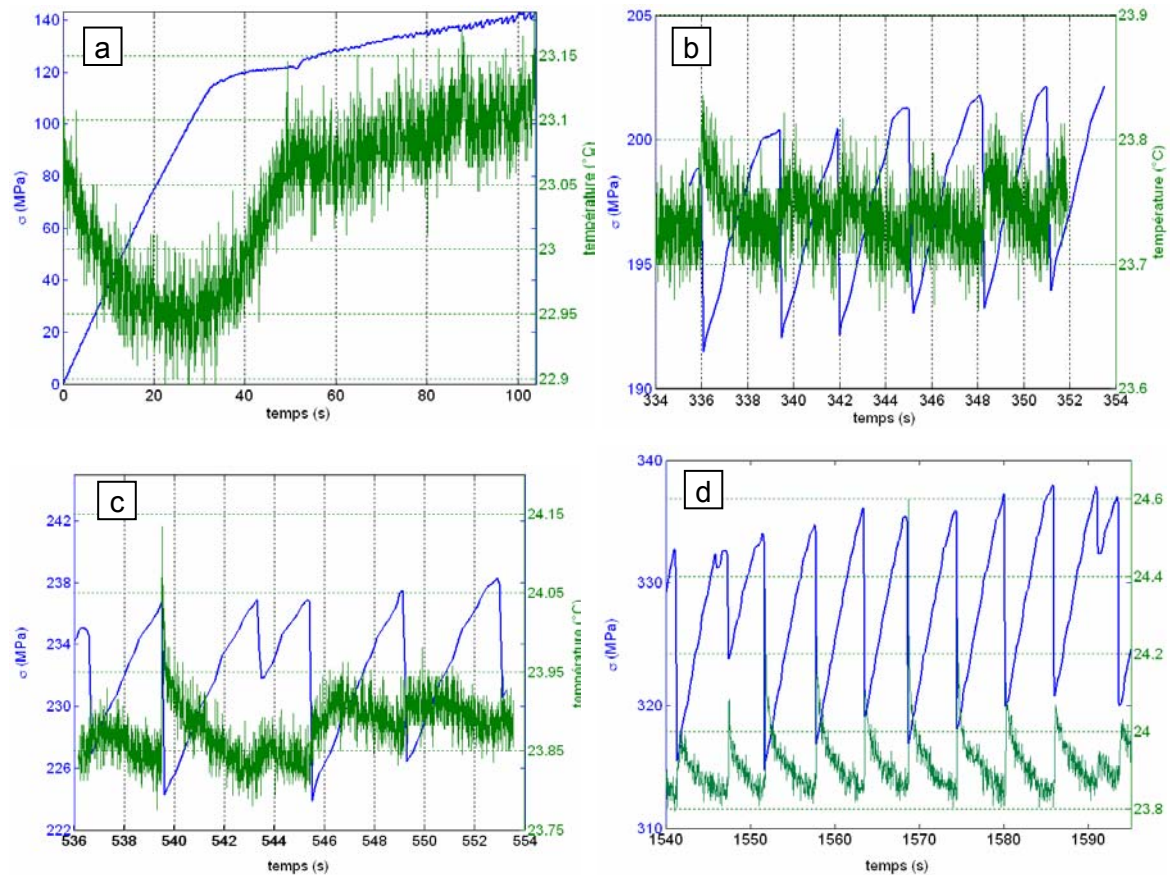 a
140
120
100
80
60
40
20
0
σ (MPa)
0 20 40 60 80 100
temps (s)
23.15
23.1
23.05
23
22.95
22.9
température (°C)
b
205
200
195
190
σ (MPa)
334 336 338 340 342 344 346 348 350 352 354
temps (s)
23.9
23.8
23.7
23.6
température (°C)
c
242
238
234
230
226
222
σ (MPa)
536 538 540 542 544 546 548 550 552 554
temps (s)
24.15
24.05
23.95
23.85
23.75
température (°C)
d
340
330
320
310
σ (MPa)
1540 1550 1560 1570 1580 1590
temps (s)
24.6
24.4
24.2
24
23.8
température (°C)